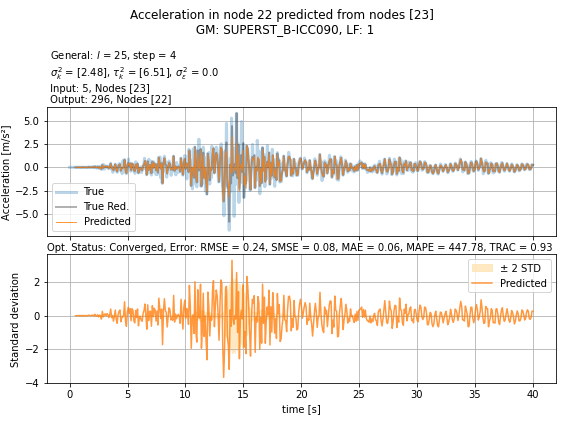 Acceleration in node 22 predicted from nodes [23]
GM: SUPERST_B-ICC090, LF: 1
General: l = 25, step = 4
σ²ₖ = [2.48], τ²ₖ = [6.51], σ²ε = 0.0
Input: 5, Nodes [23]
Output: 296, Nodes [22]
Acceleration [m/s²]
5.0
2.5
0.0
−2.5
−5.0
True
True Red.
Predicted
Opt. Status: Converged, Error: RMSE = 0.24, SMSE = 0.08, MAE = 0.06, MAPE = 447.78, TRAC = 0.93
Standard deviation
2
0
−2
−4
± 2 STD
Predicted
0 5 10 15 20 25 30 35 40
time [s]